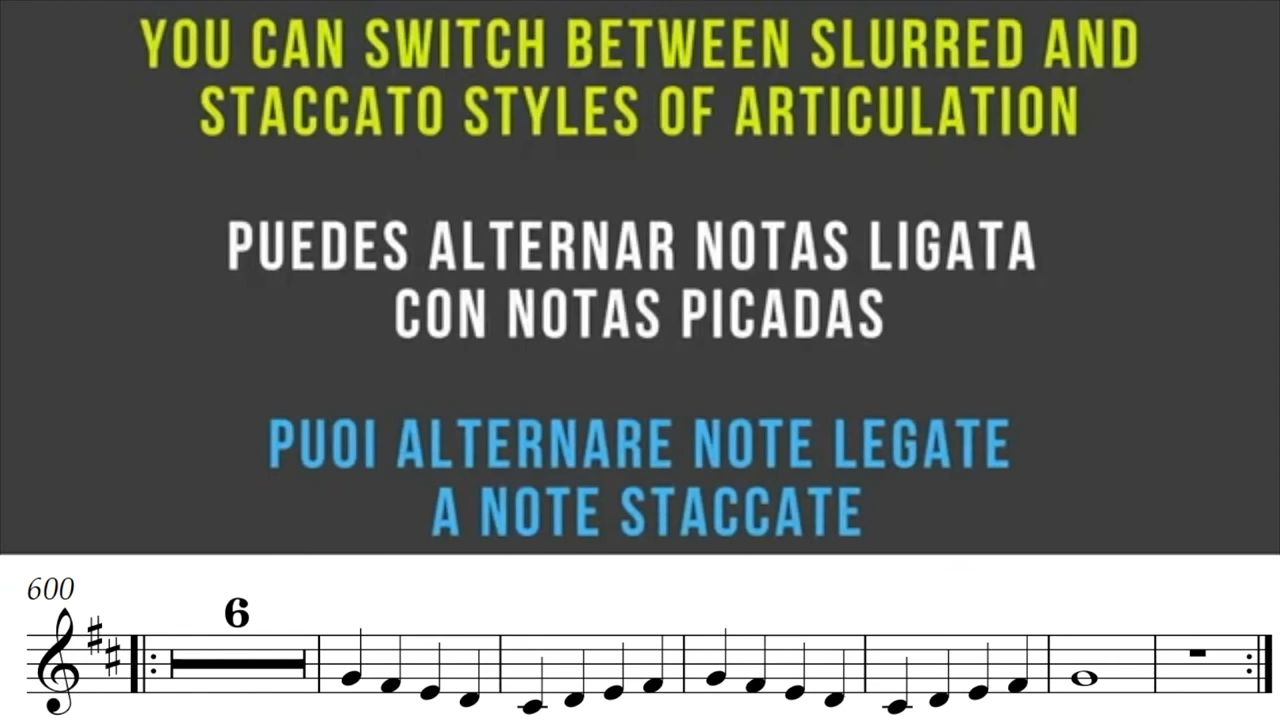 YOU CAN SWITCH BETWEEN SLURRED AND
STACCATO STYLES OF ARTICULATION
PUEDES ALTERNAR NOTAS LIGATA
CON NOTAS PICADAS
PUOI ALTERNARE NOTE LEGATE
A NOTE STACCATE
600
6